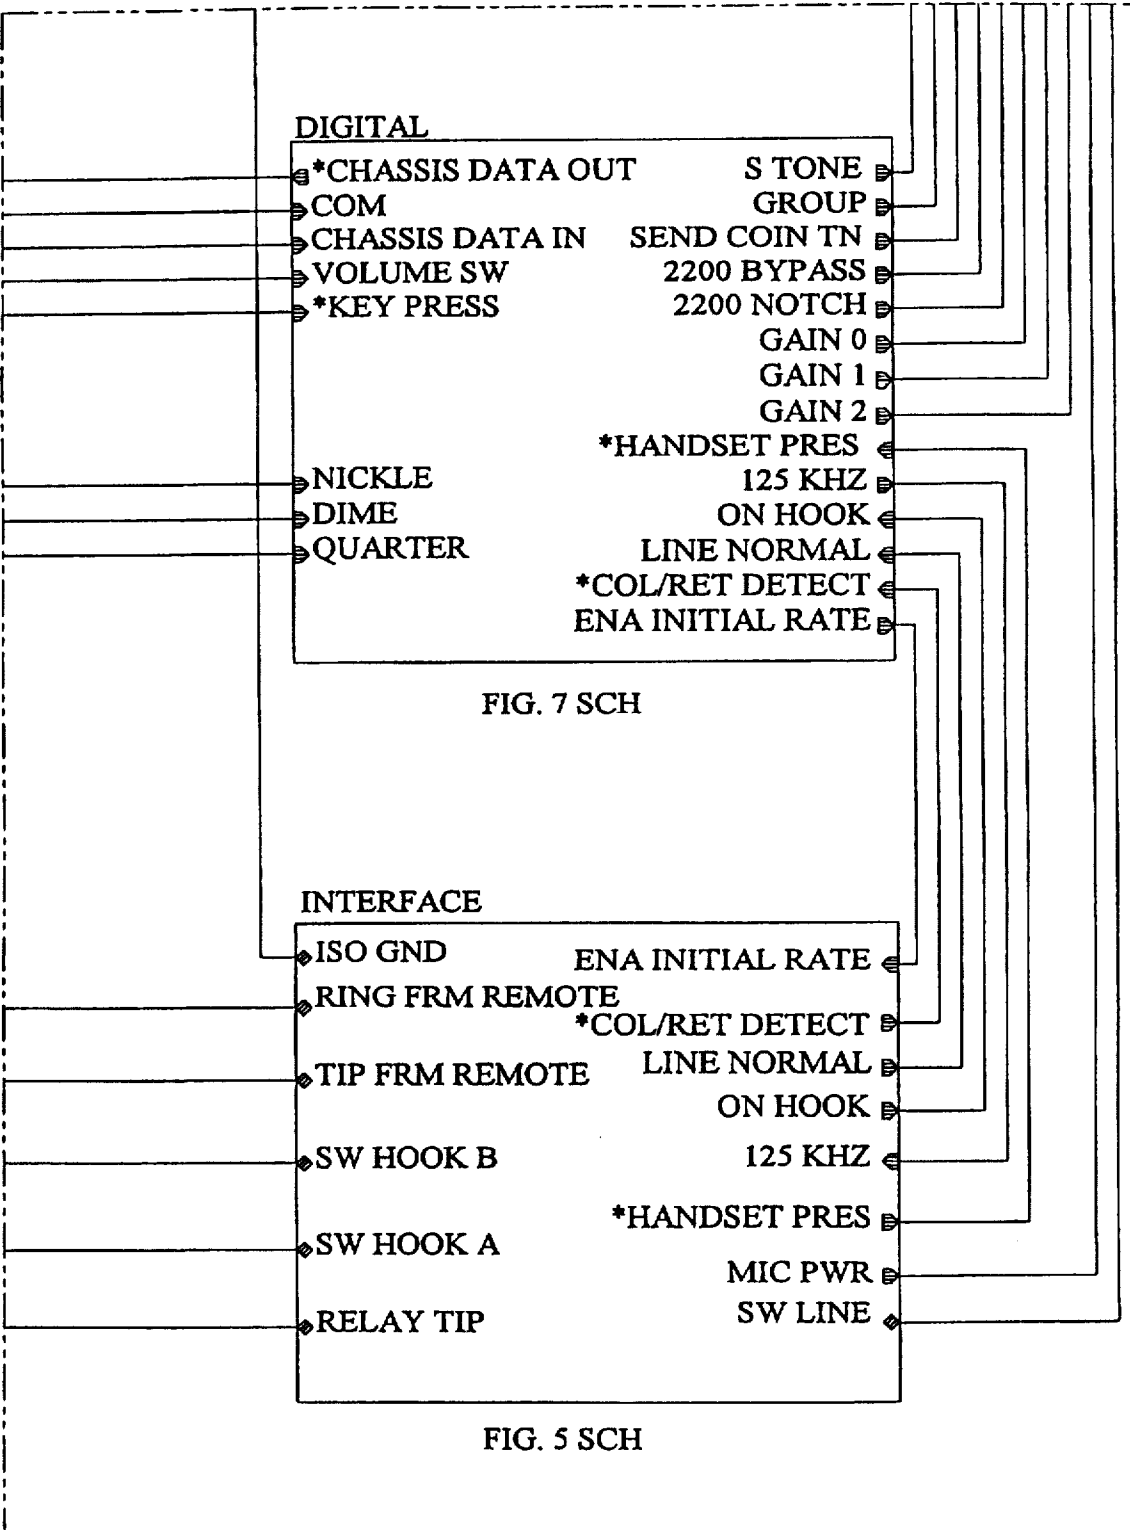 DIGITAL
*CHASSIS DATA OUT S TONE
COM GROUP
CHASSIS DATA IN SEND COIN TN
VOLUME SW 2200 BYPASS
*KEY PRESS 2200 NOTCH
GAIN 0
GAIN 1
GAIN 2
*HANDSET PRES
NICKLE 125 KHZ
DIME ON HOOK
QUARTER LINE NORMAL
*COL/RET DETECT
ENA INITIAL RATE
FIG. 7 SCH
INTERFACE
ISO GND ENA INITIAL RATE
RING FRM REMOTE
*COL/RET DETECT
TIP FRM REMOTE LINE NORMAL
ON HOOK
SW HOOK B 125 KHZ
*HANDSET PRES
SW HOOK A
MIC PWR
RELAY TIP SW LINE
FIG. 5 SCH